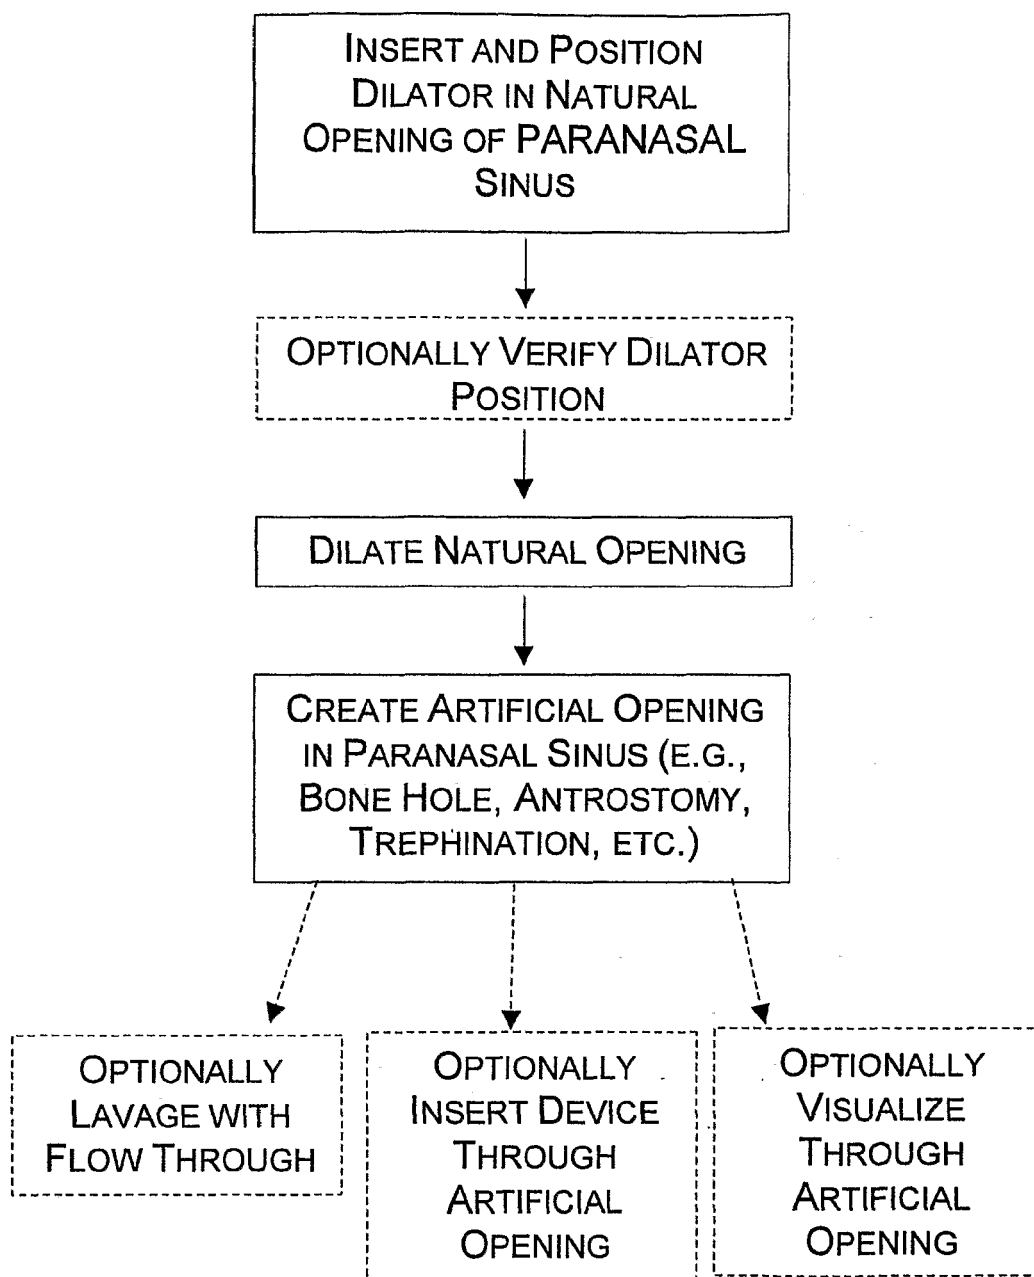 INSERT AND POSITION
DILATOR IN NATURAL
OPENING OF PARANASAL
SINUS
OPTIONALLY VERIFY DILATOR
POSITION
DILATE NATURAL OPENING
CREATE ARTIFICIAL OPENING
IN PARANASAL SINUS (E.G.,
BONE HOLE, ANTROSTOMY,
TREPHINATION, ETC.)
OPTIONALLY
LAVAGE WITH
FLOW THROUGH
OPTIONALLY
INSERT DEVICE
THROUGH
ARTIFICIAL
OPENING
OPTIONALLY
VISUALIZE
THROUGH
ARTIFICIAL
OPENING